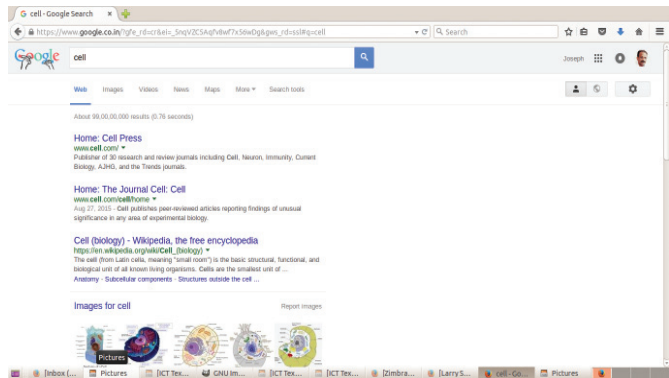 cell - Google Search
https://www.google.co.in/?gfe_rd=cr&ei=_SnqV2C5AqfV8wf7xS6wDg&gws_rd=ssl#q=cell
Search
Google
cell
Joseph
Web Images Videos News Maps More Search tools
About 99,00,00,000 results (0.76 seconds)
Home: Cell Press
www.cell.com/
Publisher of 30 research and review journals including Cell, Neuron, Immunity, Current
Biology, AJHG, and the Trends journals.
Home: The Journal Cell: Cell
www.cell.com/cell/home
Aug 27, 2015 - Cell publishes peer-reviewed articles reporting findings of unusual
significance in any area of experimental biology.
Cell (biology) - Wikipedia, the free encyclopedia
https://en.wikipedia.org/wiki/Cell_(biology)
The cell (from Latin cella, meaning "small room") is the basic structural, functional, and
biological unit of all known living organisms. Cells are the smallest unit of ...
Anatomy - Subcellular components - Structures outside the cell ...
Images for cell
Report images
Pictures
[Inbox (... Pictures [ICT Tex... GNU Im... [ICT Tex... [ICT Tex... [Zimbra... [Larry S... cell - Go... Pictures